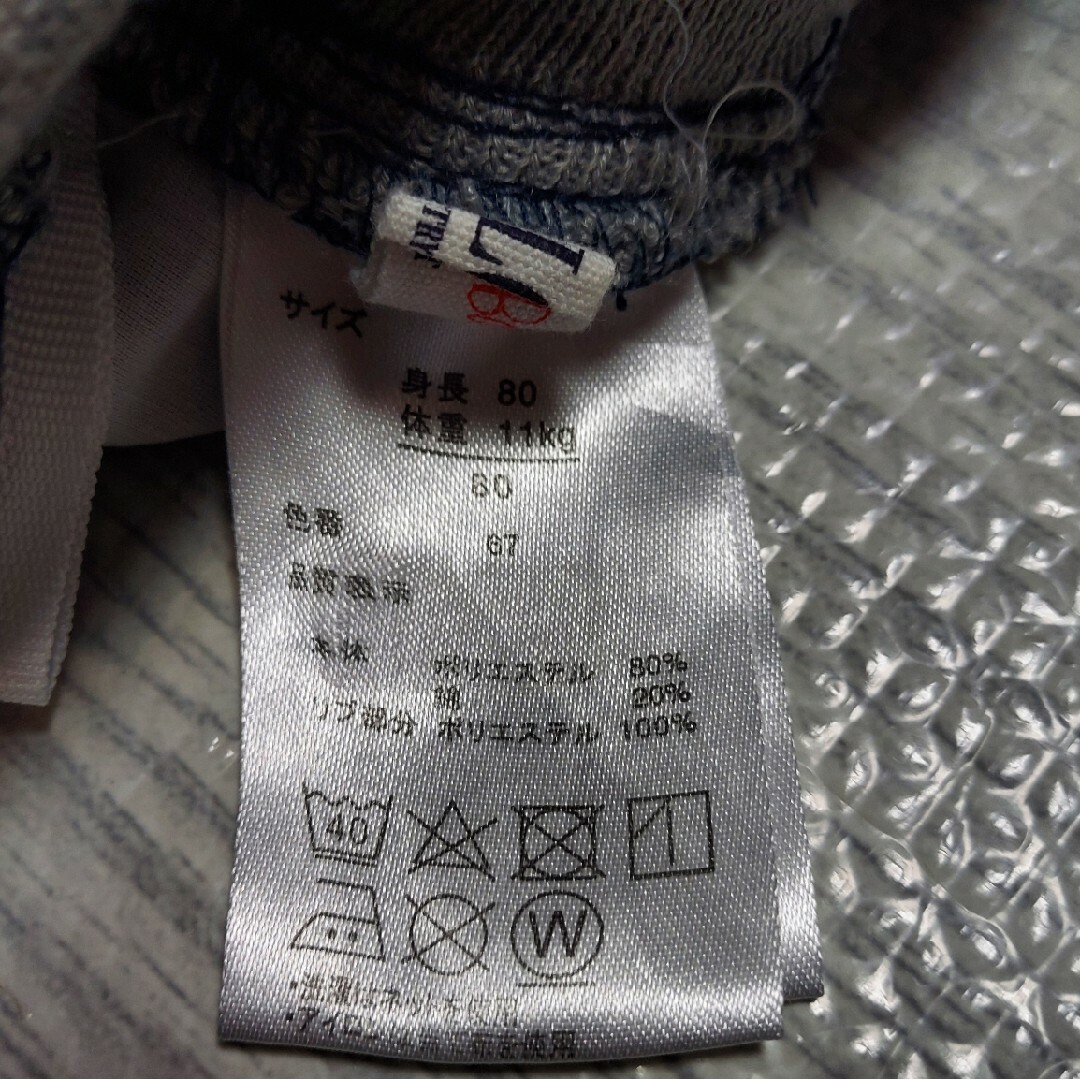 サイズ
身長 80
体重 11kg
80
色番
67
品質表示
本体 ポリエステル 80%
綿 20%
リブ部分 ポリエステル 100%
40
W
・洗濯はネット使用